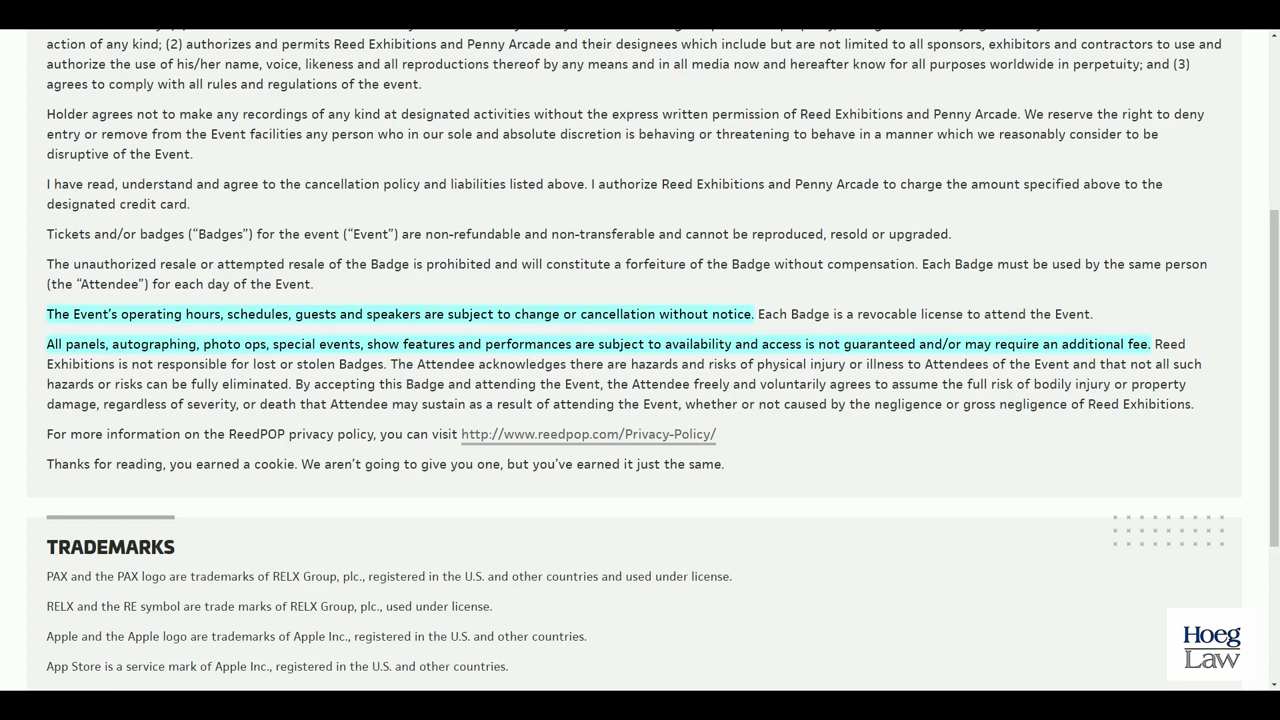 action of any kind; (2) authorizes and permits Reed Exhibitions and Penny Arcade and their designees which include but are not limited to all sponsors, exhibitors and contractors to use and
authorize the use of his/her name, voice, likeness and all reproductions thereof by any means and in all media now and hereafter know for all purposes worldwide in perpetuity; and (3)
agrees to comply with all rules and regulations of the event.
Holder agrees not to make any recordings of any kind at designated activities without the express written permission of Reed Exhibitions and Penny Arcade. We reserve the right to deny
entry or remove from the Event facilities any person who in our sole and absolute discretion is behaving or threatening to behave in a manner which we reasonably consider to be
disruptive of the Event.
I have read, understand and agree to the cancellation policy and liabilities listed above. I authorize Reed Exhibitions and Penny Arcade to charge the amount specified above to the
designated credit card.
Tickets and/or badges (“Badges”) for the event (“Event”) are non-refundable and non-transferable and cannot be reproduced, resold or upgraded.
The unauthorized resale or attempted resale of the Badge is prohibited and will constitute a forfeiture of the Badge without compensation. Each Badge must be used by the same person
(the “Attendee”) for each day of the Event.
The Event’s operating hours, schedules, guests and speakers are subject to change or cancellation without notice. Each Badge is a revocable license to attend the Event.
All panels, autographing, photo ops, special events, show features and performances are subject to availability and access is not guaranteed and/or may require an additional fee. Reed
Exhibitions is not responsible for lost or stolen Badges. The Attendee acknowledges there are hazards and risks of physical injury or illness to Attendees of the Event and that not all such
hazards or risks can be fully eliminated. By accepting this Badge and attending the Event, the Attendee freely and voluntarily agrees to assume the full risk of bodily injury or property
damage, regardless of severity, or death that Attendee may sustain as a result of attending the Event, whether or not caused by the negligence or gross negligence of Reed Exhibitions.
For more information on the ReedPOP privacy policy, you can visit http://www.reedpop.com/Privacy-Policy/
Thanks for reading, you earned a cookie. We aren’t going to give you one, but you’ve earned it just the same.
TRADEMARKS
PAX and the PAX logo are trademarks of RELX Group, plc., registered in the U.S. and other countries and used under license.
RELX and the RE symbol are trade marks of RELX Group, plc., used under license.
Apple and the Apple logo are trademarks of Apple Inc., registered in the U.S. and other countries.
App Store is a service mark of Apple Inc., registered in the U.S. and other countries.
Hoeg
Law